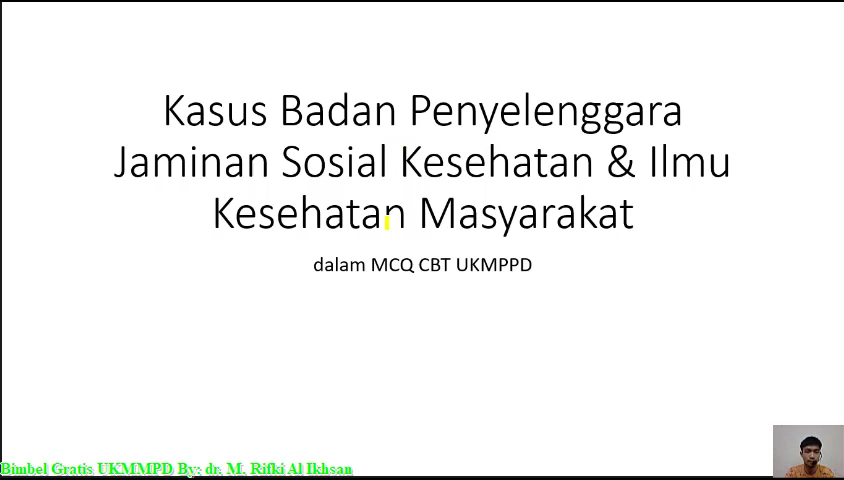 Kasus Badan Penyelenggara
Jaminan Sosial Kesehatan & Ilmu
Kesehatan Masyarakat
dalam MCQ CBT UKMPPD
Bimbel Gratis UKMMPD By: dr. M. Rifki Al Ikhsan